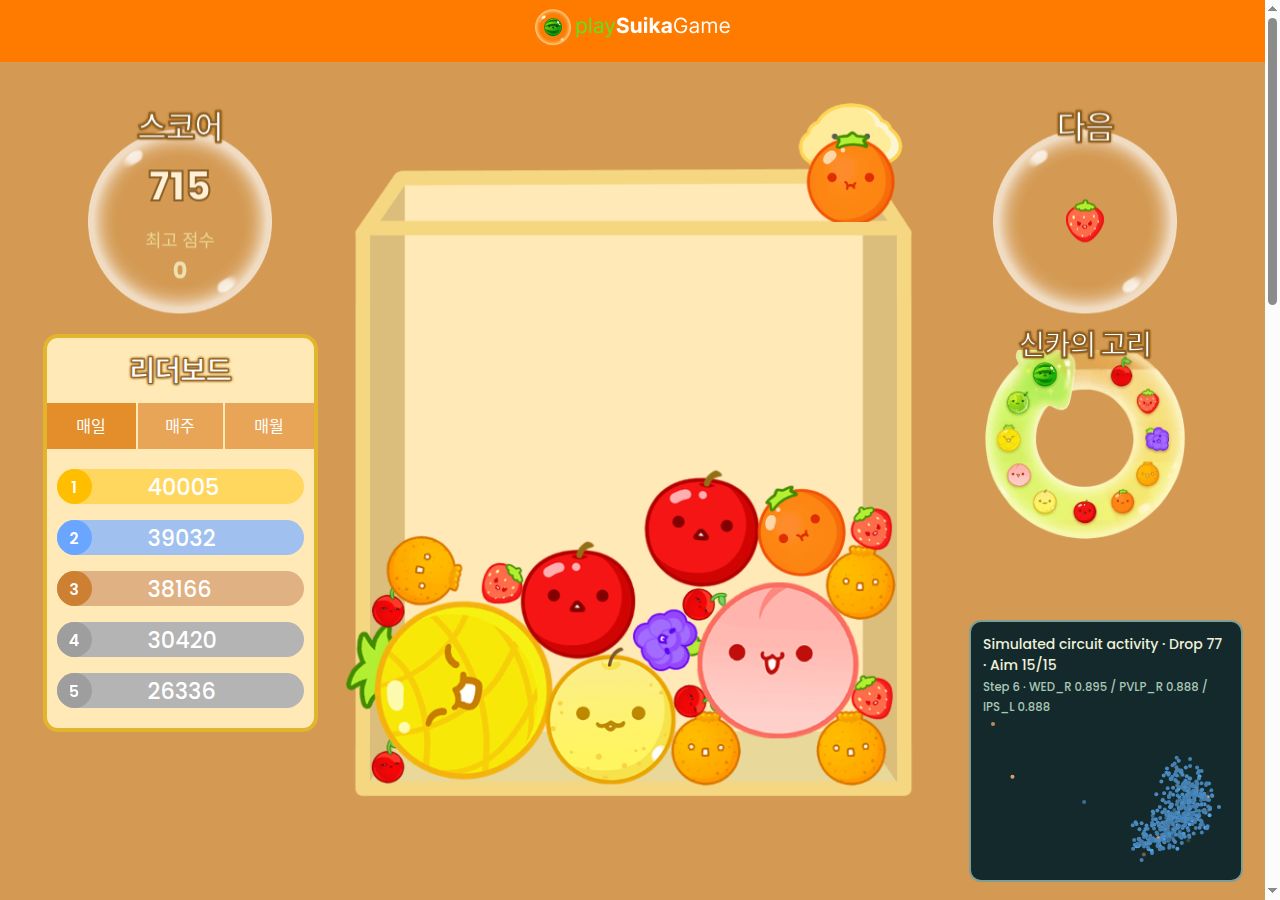 playSuikaGame
스코어
715
최고 점수
0
다음
신카의 고리
리더보드
매일 매주 매월
1 40005
2 39032
3 38166
4 30420
5 26336
Simulated circuit activity · Drop 77
· Aim 15/15
Step 6 · WED_R 0.895 / PVLP_R 0.888 /
IPS_L 0.888